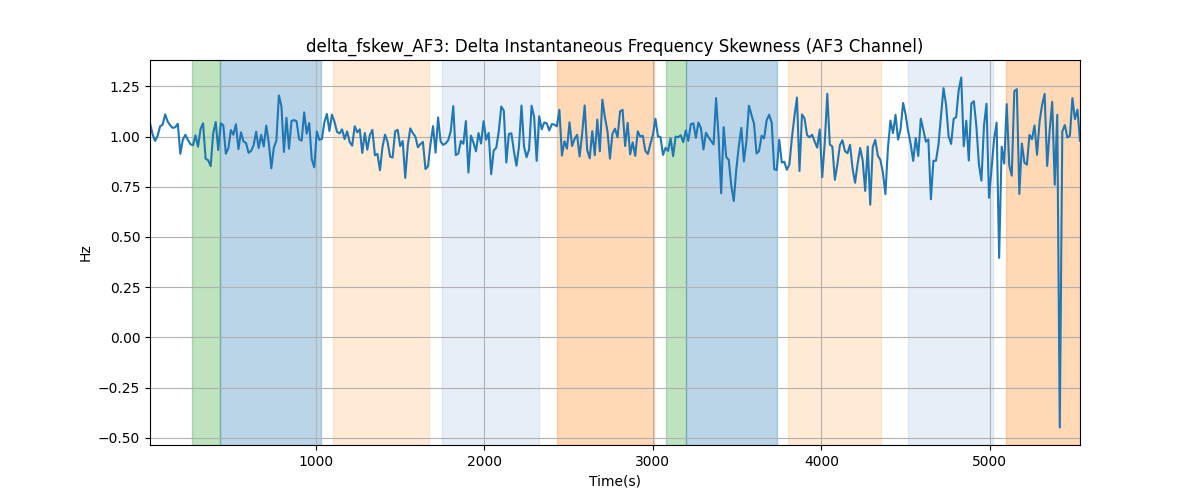 delta_fskew_AF3: Delta Instantaneous Frequency Skewness (AF3 Channel)
1.25
1.00
0.75
0.50
0.25
0.00
−0.25
−0.50
Hz
1000 2000 3000 4000 5000
Time(s)